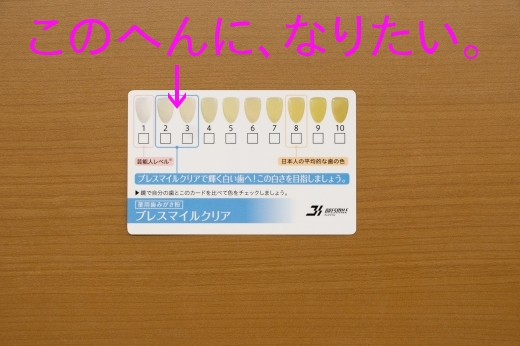 このへんに、なりたい。
1 2 3 4 5 6 7 8 9 10
芸能人レベル 日本人の平均的な歯の色
ブレスマイルクリアで輝く白い歯へ!この白さを目指しましょう。
▶鏡で自分の歯とこのカードを比べて色をチェックしましょう。
薬用歯みがき粉
ブレスマイルクリア